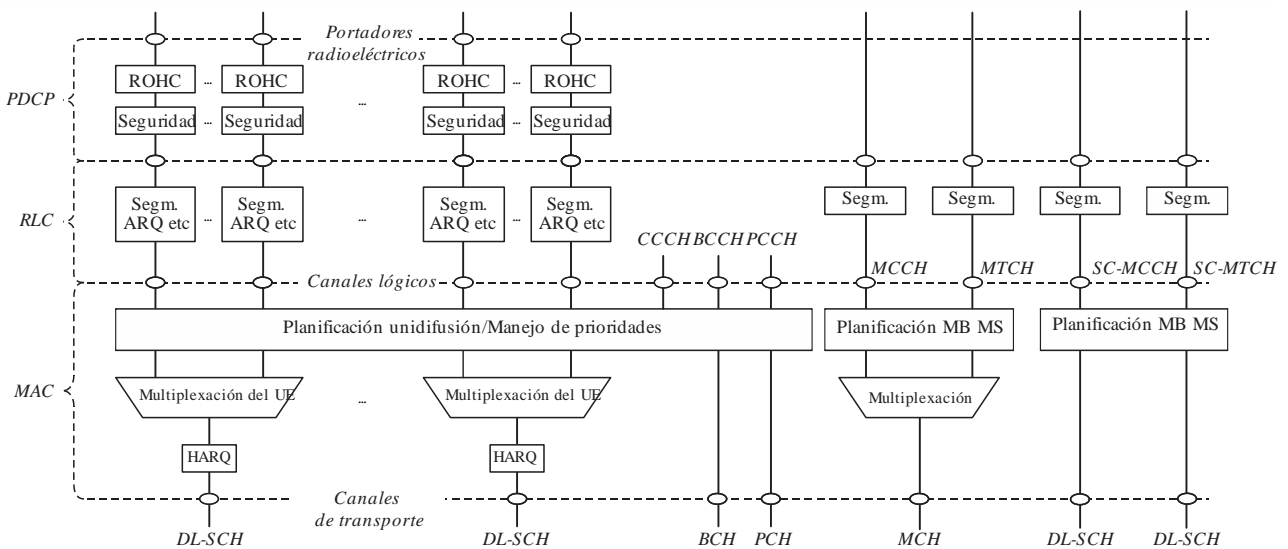 Portadores
radioeléctricos
ROHC ... ROHC ROHC ... ROHC
PDCP
...
Seguridad ... Seguridad Seguridad ... Seguridad
Segm. Segm. Segm. Segm. Segm. Segm. Segm. Segm.
RLC
ARQ etc ... ARQ etc ... ARQ etc ... ARQ etc
CCCH BCCH PCCH
MCCH MTCH SC-MCCH SC-MTCH
Canales lógicos
Planificación unidifusión/Manejo de prioridades Planificación MB MS Planificación MB MS
MAC
Multiplexación del UE ... Multiplexación del UE Multiplexación
HARQ HARQ
Canales
de transporte
DL-SCH DL-SCH BCH PCH MCH DL-SCH DL-SCH